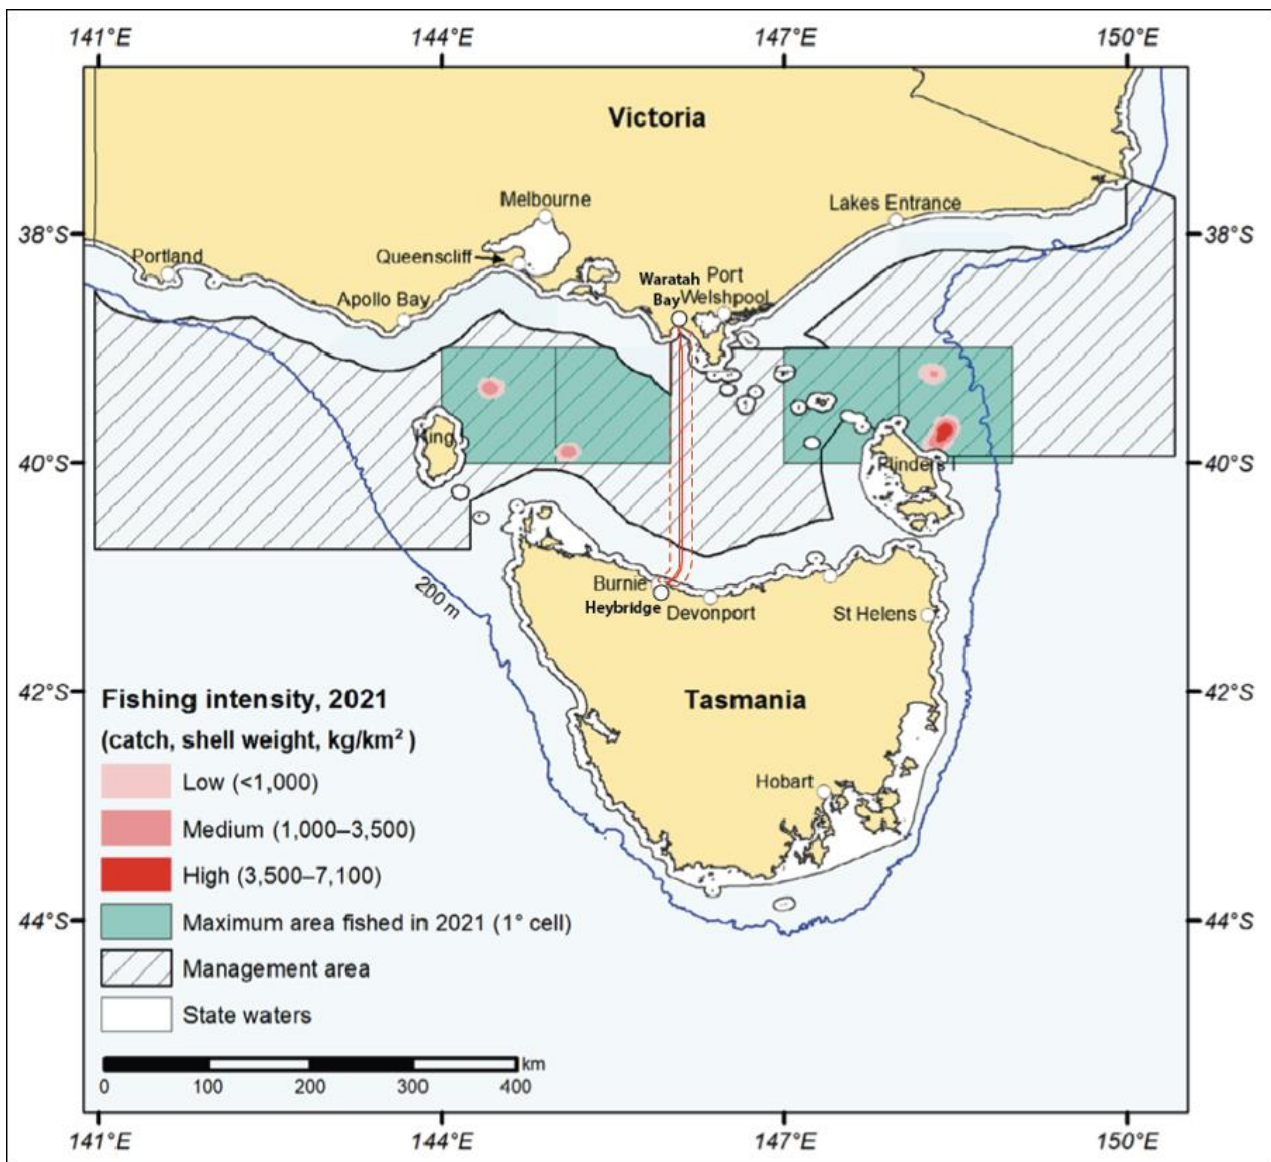 141°E 144°E 147°E 150°E
Victoria
Melbourne
Lakes Entrance
38°S 38°S
Portland
Queenscliff
Waratah
Bay
Port
Welshpool
Apollo Bay
King
40°S 40°S
Flinders I
200 m
Burnie
Heybridge
Devonport
St Helens
42°S 42°S
Tasmania
Hobart
Fishing intensity, 2021
(catch, shell weight, kg/km²)
Low (<1,000)
Medium (1,000–3,500)
High (3,500–7,100)
44°S 44°S
Maximum area fished in 2021 (1° cell)
Management area
State waters
km
0 100 200 300 400
141°E 144°E 147°E 150°E